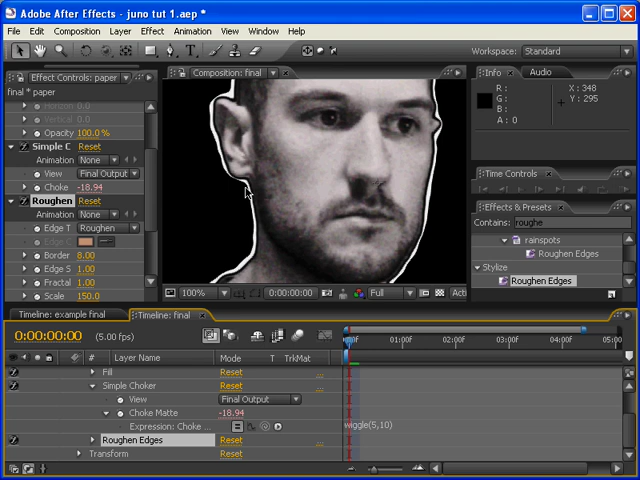 Adobe After Effects - juno tut 1.aep *
File Edit Composition Layer Effect Animation View Window Help
Workspace: Standard
Effect Controls: paper
Composition: final
Info Audio
final * paper
R : X : 348
G : Y : 295
B :
A : 0
Horizon 0.0
Vertical 0.0
Opacity 100.0 %
Simple C Reset
Animation None
View Final Output
Choke -18.94
Roughen Reset
Animation None
Edge T Roughen
Edge C
Border 8.00
Edge S 1.00
Fractal 1.00
Scale 150.0
Time Controls
Effects & Presets
Contains: roughe
rainspots
Roughen Edges
Stylize
Roughen Edges
100% 0:00:00:00 Full Acti
Timeline: example final Timeline: final
0:00:00:00 (5.00 fps)
# Layer Name Mode T TrkMat
01:00F 02:00F 03:00F 04:00F 05:00
Fill Reset ...
Simple Choker Reset ...
View Final Output
Choke Matte -18.94
Expression: Choke ... wiggle(5,10)
Roughen Edges Reset ...
Transform Reset